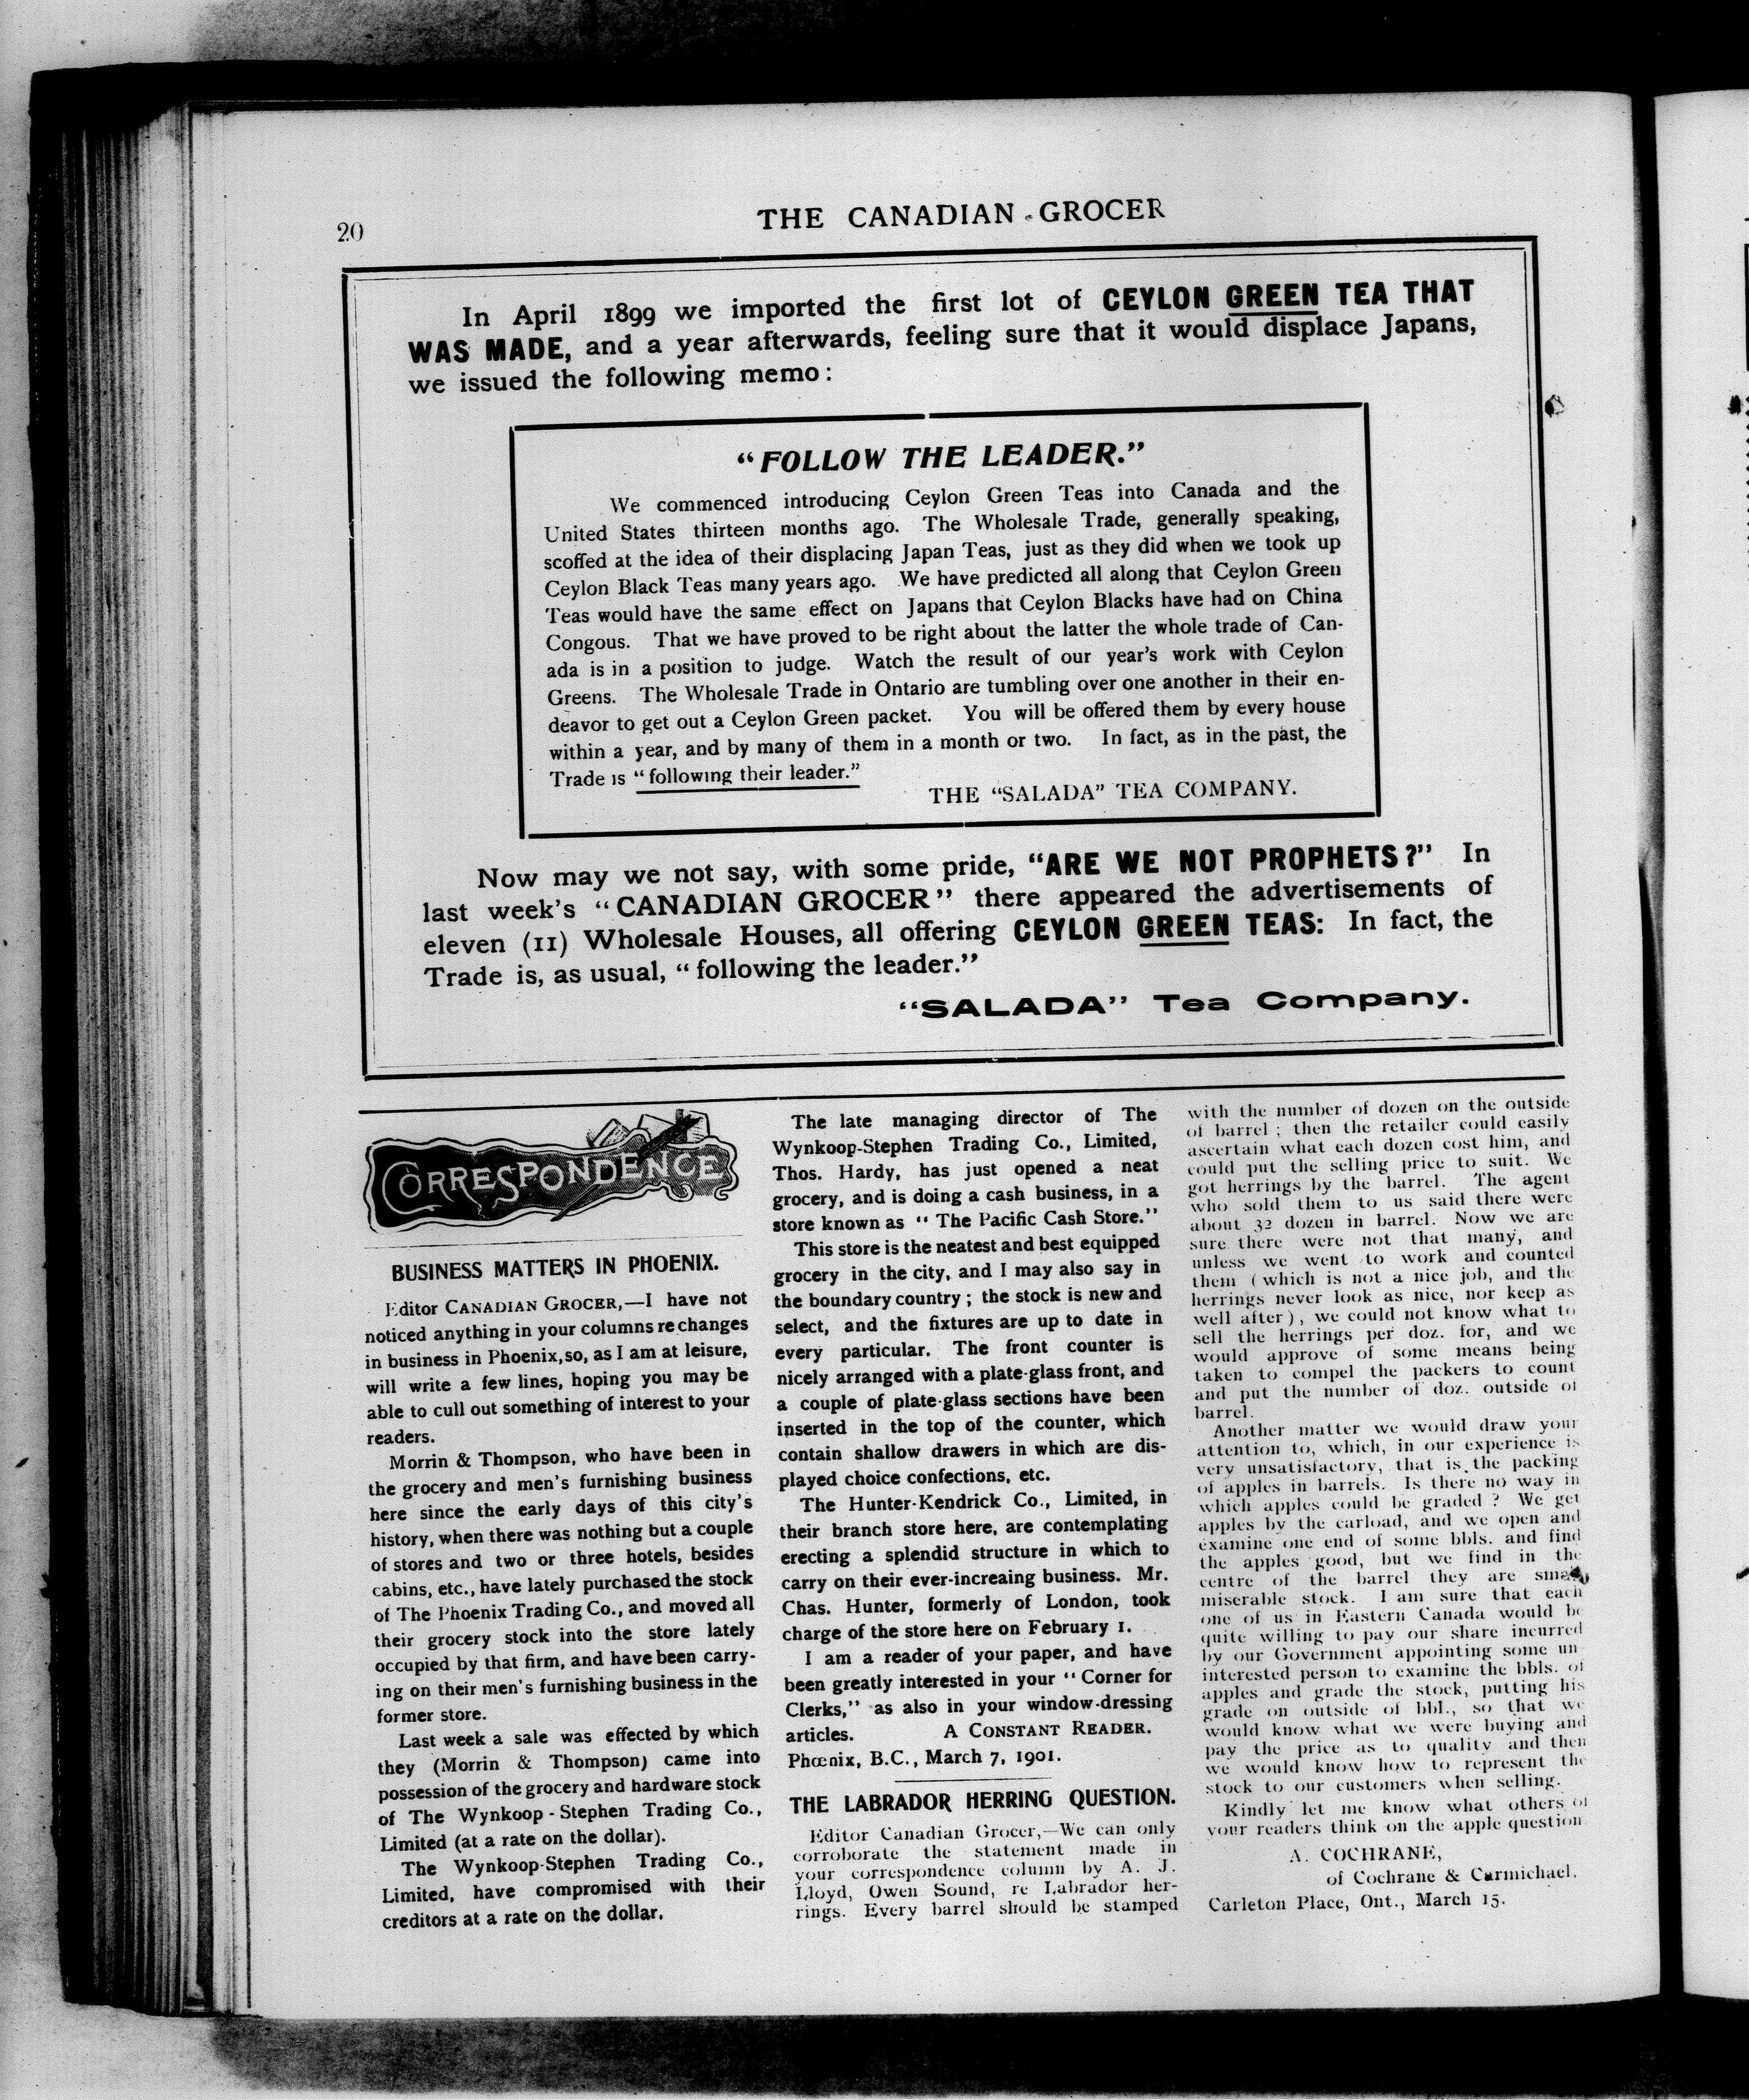 20
THE CANADIAN GROCER
In April 1899 we imported the first lot of CEYLON GREEN TEA THAT
WAS MADE, and a year afterwards, feeling sure that it would displace Japans,
we issued the following memo:
"FOLLOW THE LEADER."
We commenced introducing Ceylon Green Teas into Canada and the
United States thirteen months ago. The Wholesale Trade, generally speaking,
scoffed at the idea of their displacing Japan Teas, just as they did when we took up
Ceylon Black Teas many years ago. We have predicted all along that Ceylon Green
Teas would have the same effect on Japans that Ceylon Blacks have had on China
Congous. That we have proved to be right about the latter the whole trade of Can-
ada is in a position to judge. Watch the result of our year's work with Ceylon
Greens. The Wholesale Trade in Ontario are tumbling over one another in their en-
deavor to get out a Ceylon Green packet. You will be offered them by every house
within a year, and by many of them in a month or two. In fact, as in the past, the
Trade is "following their leader."
THE "SALADA" TEA COMPANY.
Now may we not say, with some pride, "ARE WE NOT PROPHETS?" In
last week's "CANADIAN GROCER" there appeared the advertisements of
eleven (11) Wholesale Houses, all offering CEYLON GREEN TEAS: In fact, the
Trade is, as usual, "following the leader."
"SALADA" Tea Company.
CORRESPONDENCE
BUSINESS MATTERS IN PHOENIX.
Editor CANADIAN GROCER,—I have not
noticed anything in your columns re changes
in business in Phoenix, so, as I am at leisure,
will write a few lines, hoping you may be
able to cull out something of interest to your
readers.
Morrin & Thompson, who have been in
the grocery and men's furnishing business
here since the early days of this city's
history, when there was nothing but a couple
of stores and two or three hotels, besides
cabins, etc., have lately purchased the stock
of The Phoenix Trading Co., and moved all
their grocery stock into the store lately
occupied by that firm, and have been carry-
ing on their men's furnishing business in the
former store.
Last week a sale was effected by which
they (Morrin & Thompson) came into
possession of the grocery and hardware stock
of The Wynkoop-Stephen Trading Co.,
Limited (at a rate on the dollar).
The Wynkoop-Stephen Trading Co.,
Limited, have compromised with their
creditors at a rate on the dollar.
The late managing director of The
Wynkoop-Stephen Trading Co., Limited,
Thos. Hardy, has just opened a neat
grocery, and is doing a cash business, in a
store known as "The Pacific Cash Store."
This store is the neatest and best equipped
grocery in the city, and I may also say in
the boundary country; the stock is new and
select, and the fixtures are up to date in
every particular. The front counter is
nicely arranged with a plate-glass front, and
a couple of plate-glass sections have been
inserted in the top of the counter, which
contain shallow drawers in which are dis-
played choice confections, etc.
The Hunter-Kendrick Co., Limited, in
their branch store here, are contemplating
erecting a splendid structure in which to
carry on their ever-increaing business. Mr.
Chas. Hunter, formerly of London, took
charge of the store here on February 1.
I am a reader of your paper, and have
been greatly interested in your "Corner for
Clerks," as also in your window-dressing
articles. A CONSTANT READER.
Phœnix, B.C., March 7, 1901.
THE LABRADOR HERRING QUESTION.
Editor Canadian Grocer,—We can only
corroborate the statement made in
your correspondence column by A. J.
Lloyd, Owen Sound, re Labrador her-
rings. Every barrel should be stamped
with the number of dozen on the outside
of barrel; then the retailer could easily
ascertain what each dozen cost him, and
could put the selling price to suit. We
got herrings by the barrel. The agent
who sold them to us said there were
about 32 dozen in barrel. Now we are
sure there were not that many, and
unless we went to work and counted
them (which is not a nice job, and the
herrings never look as nice, nor keep as
well after), we could not know what to
sell the herrings per doz. for, and we
would approve of some means being
taken to compel the packers to count
and put the number of doz. outside of
barrel.
Another matter we would draw your
attention to, which, in our experience is
very unsatisfactory, that is the packing
of apples in barrels. Is there no way in
which apples could be graded? We get
apples by the carload, and we open and
examine one end of some bbls. and find
the apples good, but we find in the
centre of the barrel they are small
miserable stock. I am sure that each
one of us in Eastern Canada would be
quite willing to pay our share incurred
by our Government appointing some un-
interested person to examine the bbls. of
apples and grade the stock, putting his
grade on outside of bbl., so that we
would know what we were buying and
pay the price as to quality and then
we would know how to represent the
stock to our customers when selling.
Kindly let me know what others of
your readers think on the apple question.
A. COCHRANE,
of Cochrane & Carmichael.
Carleton Place, Ont., March 15.